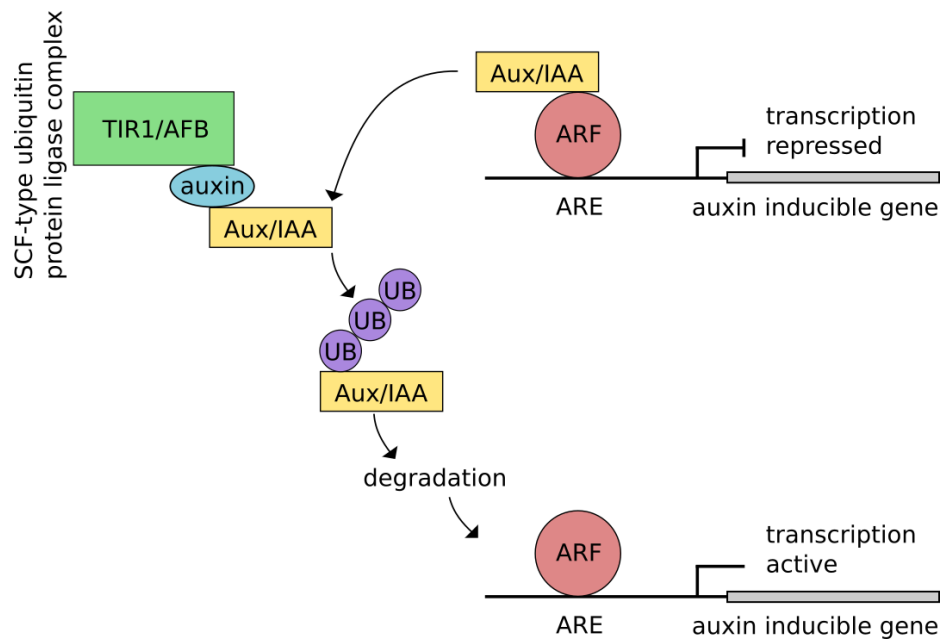 SCF-type ubiquitin
protein ligase complex
TIR1/AFB
auxin
Aux/IAA
Aux/IAA
ARF
ARE
transcription
repressed
auxin inducible gene
UB
UB
UB
Aux/IAA
degradation
ARF
ARE
transcription
active
auxin inducible gene